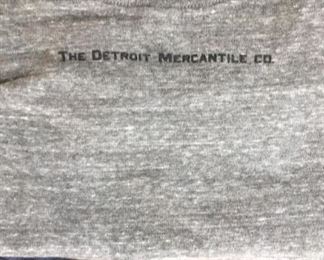 The Detroit Mercantile Co.